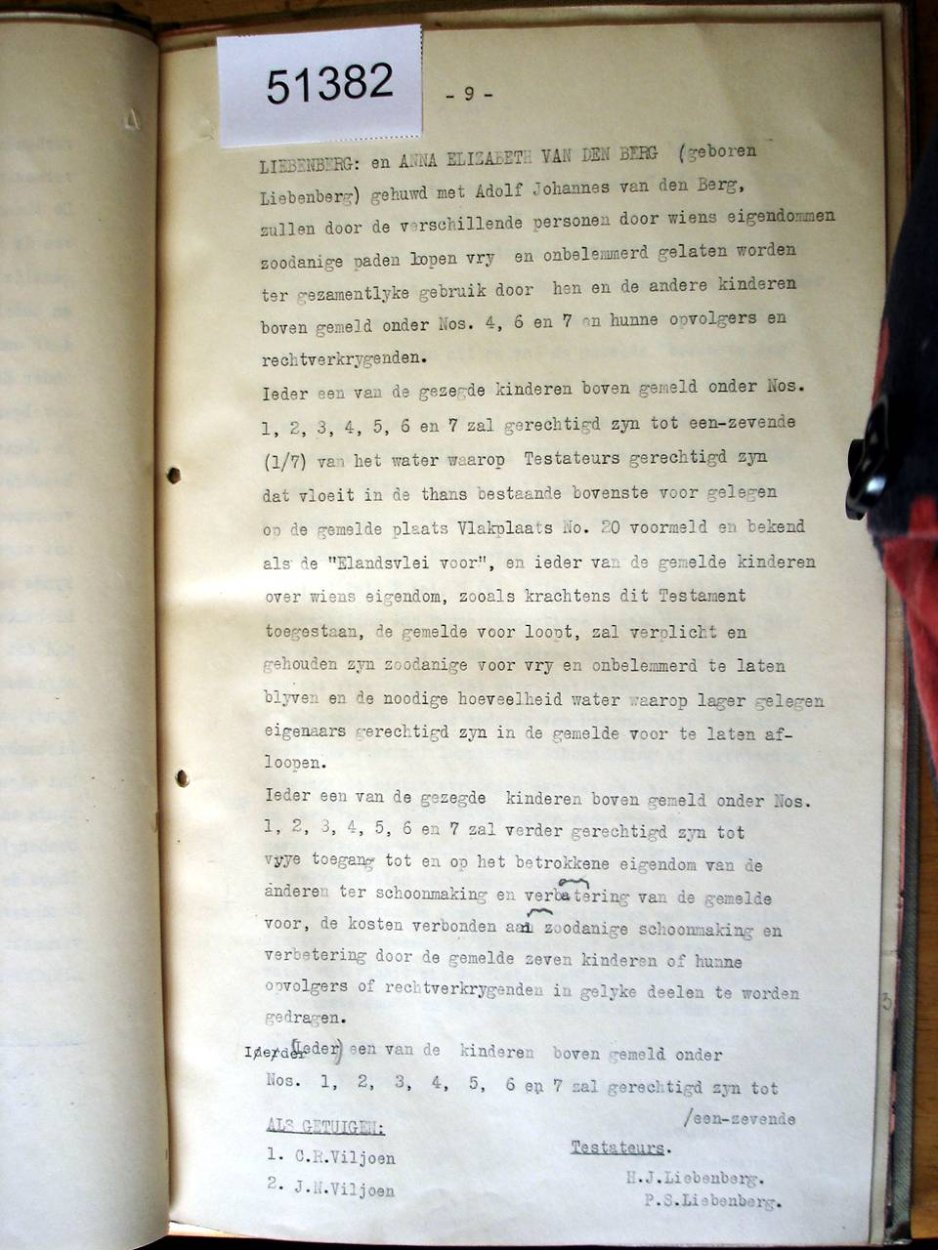 51382
- 9 -
LIEBENBERG: en ANNA ELIZABETH VAN DEN BERG (geboren
Liebenberg) gehuwd met Adolf Johannes van den Berg,
zullen door de verschillende personen door wiens eigendommen
zoodanige paden loopen vry en onbelemmerd gelaten worden
ter gezamentlyke gebruik door hen en de andere kinderen
boven gemeld onder Nos. 4, 6 en 7 en hunne opvolgers en
rechtverkrygenden.
Ieder een van de gezegde kinderen boven gemeld onder Nos.
1, 2, 3, 4, 5, 6 en 7 zal gerechtigd zyn tot een-zevende
(1/7) van het water waarop Testateurs gerechtigd zyn
dat vloeit in de thans bestaande bovenste voor gelegen
op de gemelde plaats Vlakplaats No. 20 voormeld en bekend
als de "Elandsvlei voor", en ieder van de gemelde kinderen
over wiens eigendom, zooals krachtens dit Testament
toegestaan, de gemelde voor loopt, zal verplicht en
gehouden zyn zoodanige voor vry en onbelemmerd te laten
blyven en de noodige hoeveelheid water waarop lager gelegen
eigenaars gerechtigd zyn in de gemelde voor te laten af-
loopen.
Ieder een van de gezegde kinderen boven gemeld onder Nos.
1, 2, 3, 4, 5, 6 en 7 zal verder gerechtigd zyn tot
vyye toegang tot en op het betrokkene eigendom van de
anderen ter schoonmaking en verbatering van de gemelde
voor, de kosten verbonden aan zoodanige schoonmaking en
verbetering door de gemelde zeven kinderen of hunne
opvolgers of rechtverkrygenden in gelyke deelen te worden
gedragen.
(Ieder) een van de kinderen boven gemeld onder
Nos. 1, 2, 3, 4, 5, 6 en 7 zal gerechtigd zyn tot
/een-zevende
ALS GETUIGEN:
Testateurs.
1. C.R.Viljoen
H.J.Liebenberg.
2. J.N.Viljoen
P.S.Liebenberg.